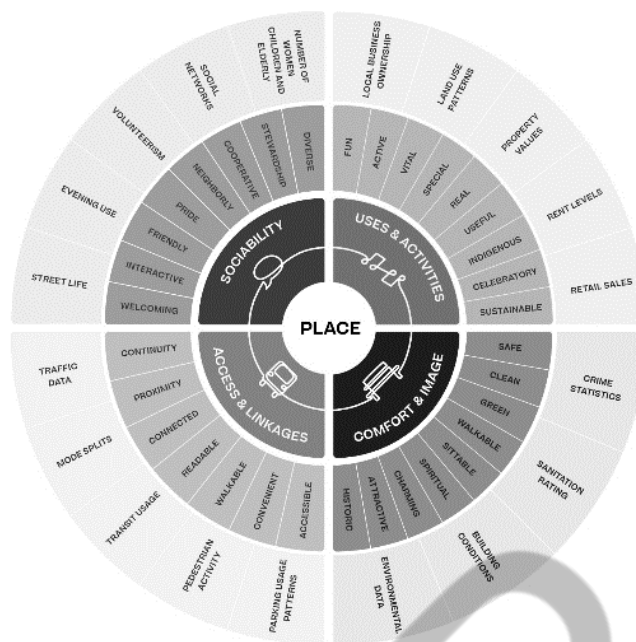 PLACE
SOCIABILITY
USES & ACTIVITIES
ACCESS & LINKAGES
COMFORT & IMAGE
WELCOMING
INTERACTIVE
FRIENDLY
PRIDE
NEIGHBORLY
COOPERATIVE
STEWARDSHIP
DIVERSE
FUN
ACTIVE
VITAL
SPECIAL
REAL
USEFUL
INDIGENOUS
CELEBRATORY
SUSTAINABLE
SAFE
CLEAN
GREEN
WALKABLE
SITTABLE
SPIRITUAL
CHARMING
ATTRACTIVE
HISTORIC
ACCESSIBLE
CONVENIENT
WALKABLE
READABLE
CONNECTED
PROXIMITY
CONTINUITY
STREET LIFE
EVENING USE
VOLUNTEERISM
SOCIAL
NETWORKS
NUMBER OF
WOMEN
CHILDREN AND
ELDERLY
LOCAL BUSINESS
OWNERSHIP
LAND USE
PATTERNS
PROPERTY
VALUES
RENT LEVELS
RETAIL SALES
CRIME
STATISTICS
SANITATION
RATING
BUILDING
CONDITIONS
ENVIRONMENTAL
DATA
PARKING USAGE
PATTERNS
PEDESTRIAN
ACTIVITY
TRANSIT USAGE
MODE SPLITS
TRAFFIC
DATA